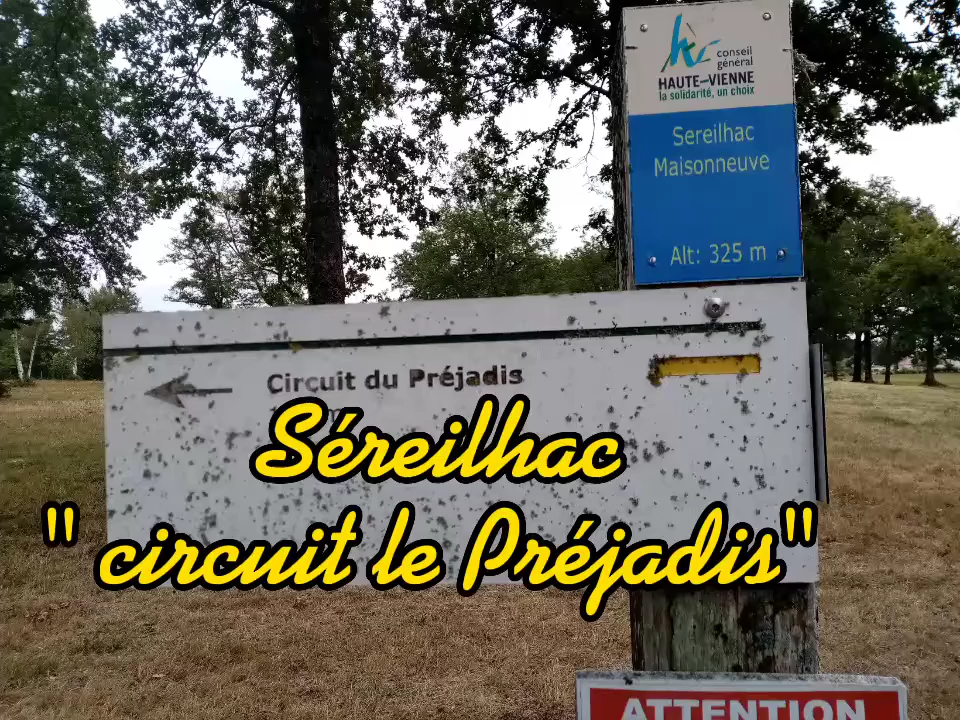 conseil
général
HAUTE-VIENNE
la solidarité, un choix
Sereilhac
Maisonneuve
Alt: 325 m
Circuit du Préjadis
Séreilhac
" circuit le Préjadis"
ATTENTION